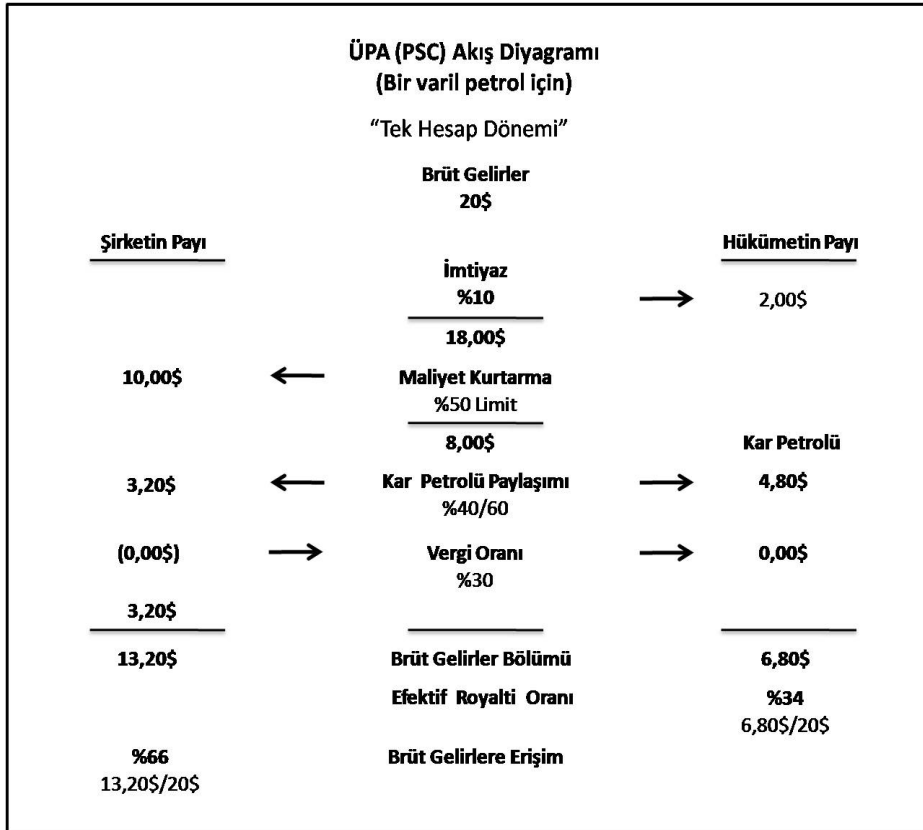 ÜPA (PSC) Akış Diyagramı
(Bir varil petrol için)
“Tek Hesap Dönemi”
Brüt Gelirler
20$
Şirketin Payı
Hükümetin Payı
İmtiyaz
%10
2,00$
18,00$
10,00$
Maliyet Kurtarma
%50 Limit
8,00$
Kar Petrolü
3,20$
Kar Petrolü Paylaşımı
4,80$
%40/60
(0,00$)
Vergi Oranı
0,00$
%30
3,20$
13,20$
Brüt Gelirler Bölümü
6,80$
Efektif Royalti Oranı
%34
6,80$/20$
%66
Brüt Gelirlere Erişim
13,20$/20$